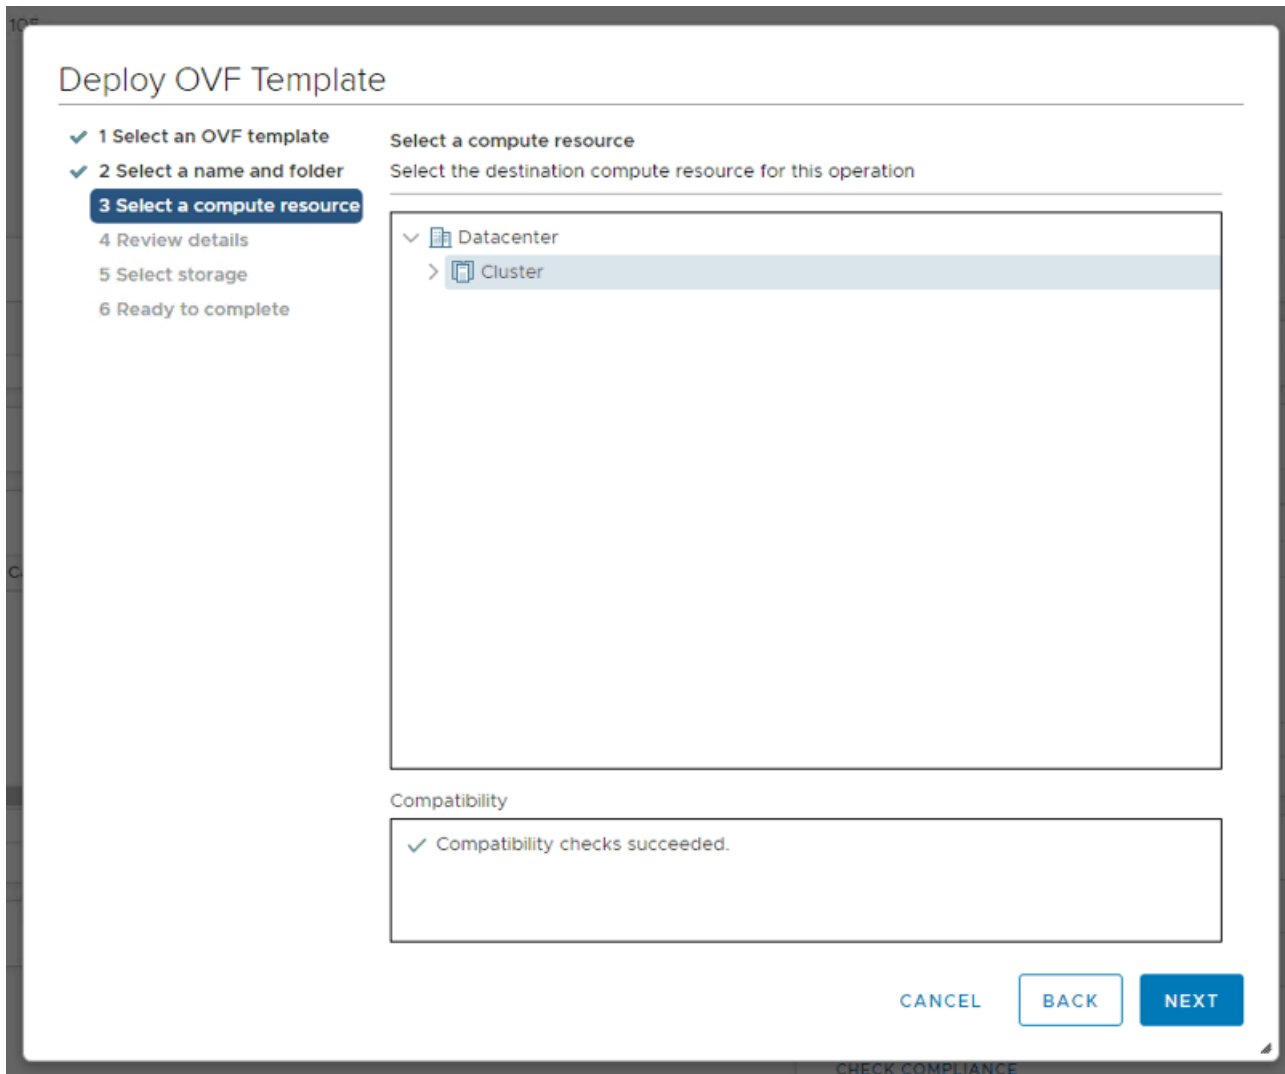 105
Deploy OVF Template
1 Select an OVF template
2 Select a name and folder
3 Select a compute resource
4 Review details
5 Select storage
6 Ready to complete
Select a compute resource
Select the destination compute resource for this operation
Datacenter
Cluster
Compatibility
Compatibility checks succeeded.
CANCEL
BACK
NEXT
CHECK COMPLIANCE